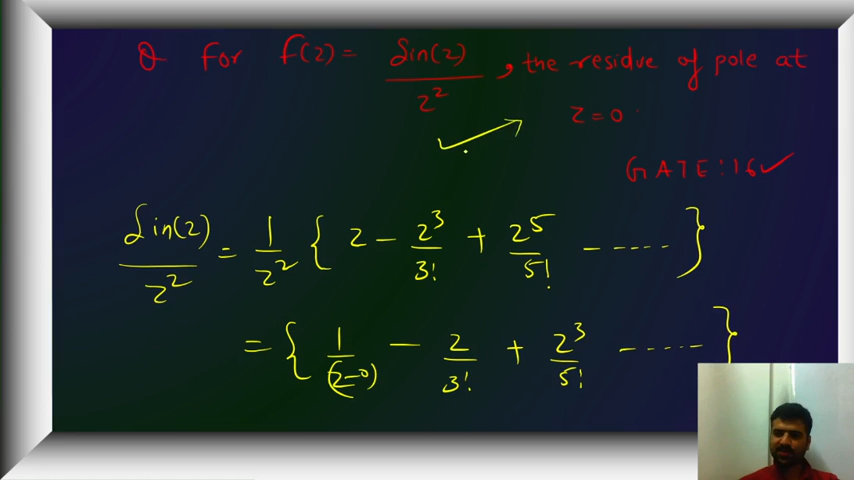 Q For f(z) = sin(z)/z², the residue of pole at
z=0
GATE:16✓
sin(z)/z² = 1/z² { z - z³/3! + z⁵/5! ------ }
= { 1/(z-0) - z/3! + z³/5! ------ }